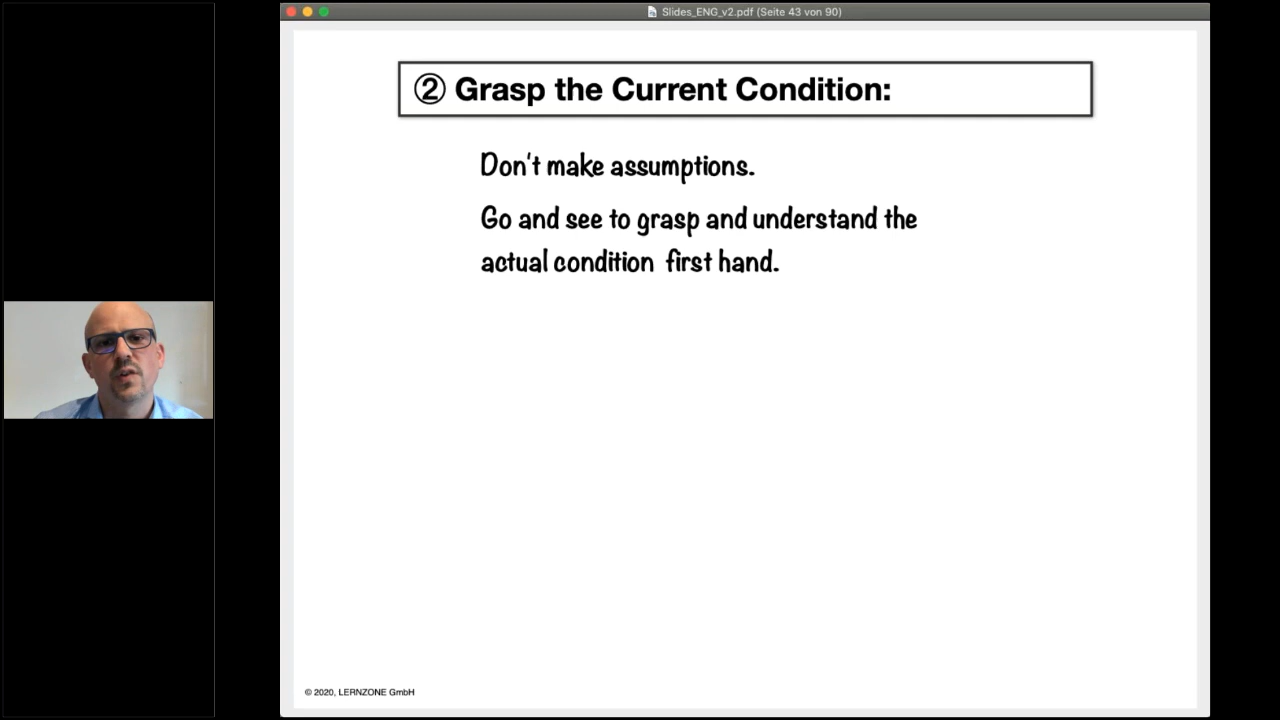 Slides_ENG_v2.pdf (Seite 43 von 90)
② Grasp the Current Condition:
Don't make assumptions.
Go and see to grasp and understand the
actual condition first hand.
© 2020, LERNZONE GmbH